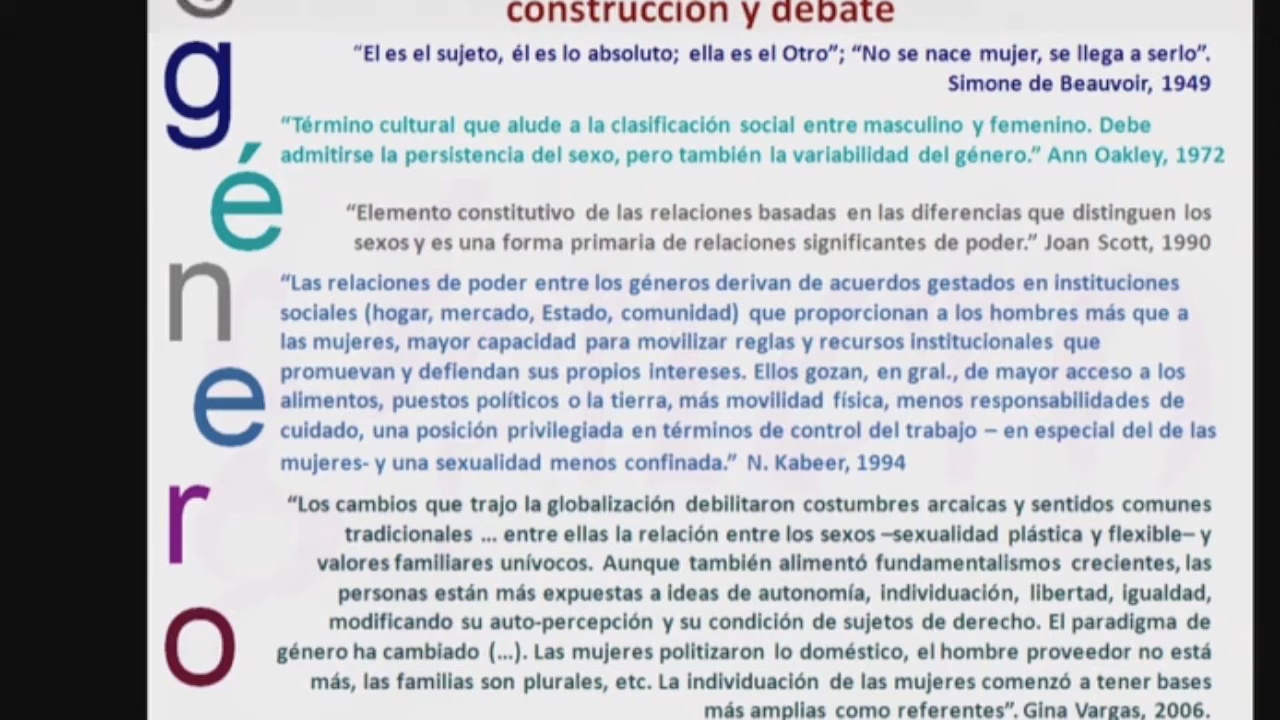 construcción y debate
género
“El es el sujeto, él es lo absoluto; ella es el Otro”; “No se nace mujer, se llega a serlo”.
Simone de Beauvoir, 1949
“Término cultural que alude a la clasificación social entre masculino y femenino. Debe
admitirse la persistencia del sexo, pero también la variabilidad del género.” Ann Oakley, 1972
“Elemento constitutivo de las relaciones basadas en las diferencias que distinguen los
sexos y es una forma primaria de relaciones significantes de poder.” Joan Scott, 1990
“Las relaciones de poder entre los géneros derivan de acuerdos gestados en instituciones
sociales (hogar, mercado, Estado, comunidad) que proporcionan a los hombres más que a
las mujeres, mayor capacidad para movilizar reglas y recursos institucionales que
promuevan y defiendan sus propios intereses. Ellos gozan, en gral., de mayor acceso a los
alimentos, puestos políticos o la tierra, más movilidad física, menos responsabilidades de
cuidado, una posición privilegiada en términos de control del trabajo – en especial del de las
mujeres- y una sexualidad menos confinada.” N. Kabeer, 1994
“Los cambios que trajo la globalización debilitaron costumbres arcaicas y sentidos comunes
tradicionales ... entre ellas la relación entre los sexos –sexualidad plástica y flexible– y
valores familiares unívocos. Aunque también alimentó fundamentalismos crecientes, las
personas están más expuestas a ideas de autonomía, individuación, libertad, igualdad,
modificando su auto-percepción y su condición de sujetos de derecho. El paradigma de
género ha cambiado (...). Las mujeres politizaron lo doméstico, el hombre proveedor no está
más, las familias son plurales, etc. La individuación de las mujeres comenzó a tener bases
más amplias como referentes”. Gina Vargas, 2006.